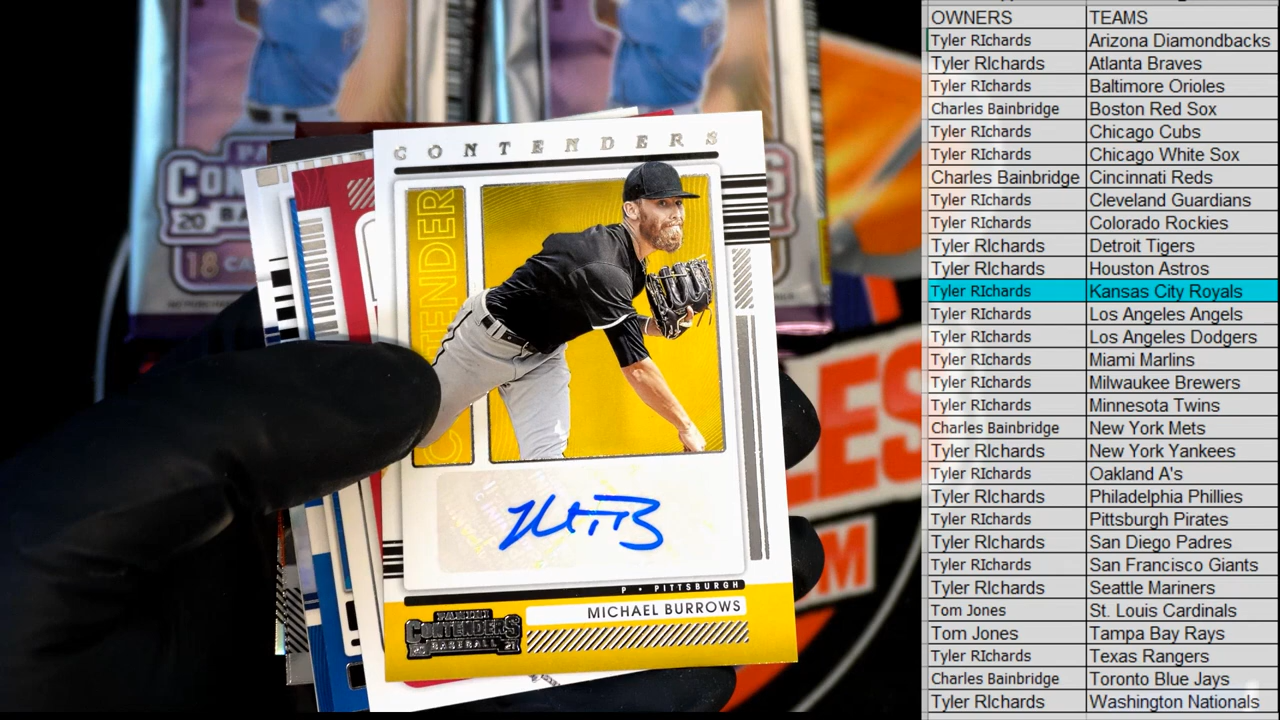 CONTENDERS
CONTENDER
P • PITTSBURGH
MICHAEL BURROWS
PANINI
CONTENDERS
20 BASEBALL 21
18
OWNERS TEAMS
Tyler RIchards Arizona Diamondbacks
Tyler RIchards Atlanta Braves
Tyler RIchards Baltimore Orioles
Charles Bainbridge Boston Red Sox
Tyler RIchards Chicago Cubs
Tyler RIchards Chicago White Sox
Charles Bainbridge Cincinnati Reds
Tyler RIchards Cleveland Guardians
Tyler RIchards Colorado Rockies
Tyler RIchards Detroit Tigers
Tyler RIchards Houston Astros
Tyler RIchards Kansas City Royals
Tyler RIchards Los Angeles Angels
Tyler RIchards Los Angeles Dodgers
Tyler RIchards Miami Marlins
Tyler RIchards Milwaukee Brewers
Tyler RIchards Minnesota Twins
Charles Bainbridge New York Mets
Tyler RIchards New York Yankees
Tyler RIchards Oakland A's
Tyler RIchards Philadelphia Phillies
Tyler RIchards Pittsburgh Pirates
Tyler RIchards San Diego Padres
Tyler RIchards San Francisco Giants
Tyler RIchards Seattle Mariners
Tom Jones St. Louis Cardinals
Tom Jones Tampa Bay Rays
Tyler RIchards Texas Rangers
Charles Bainbridge Toronto Blue Jays
Tyler RIchards Washington Nationals